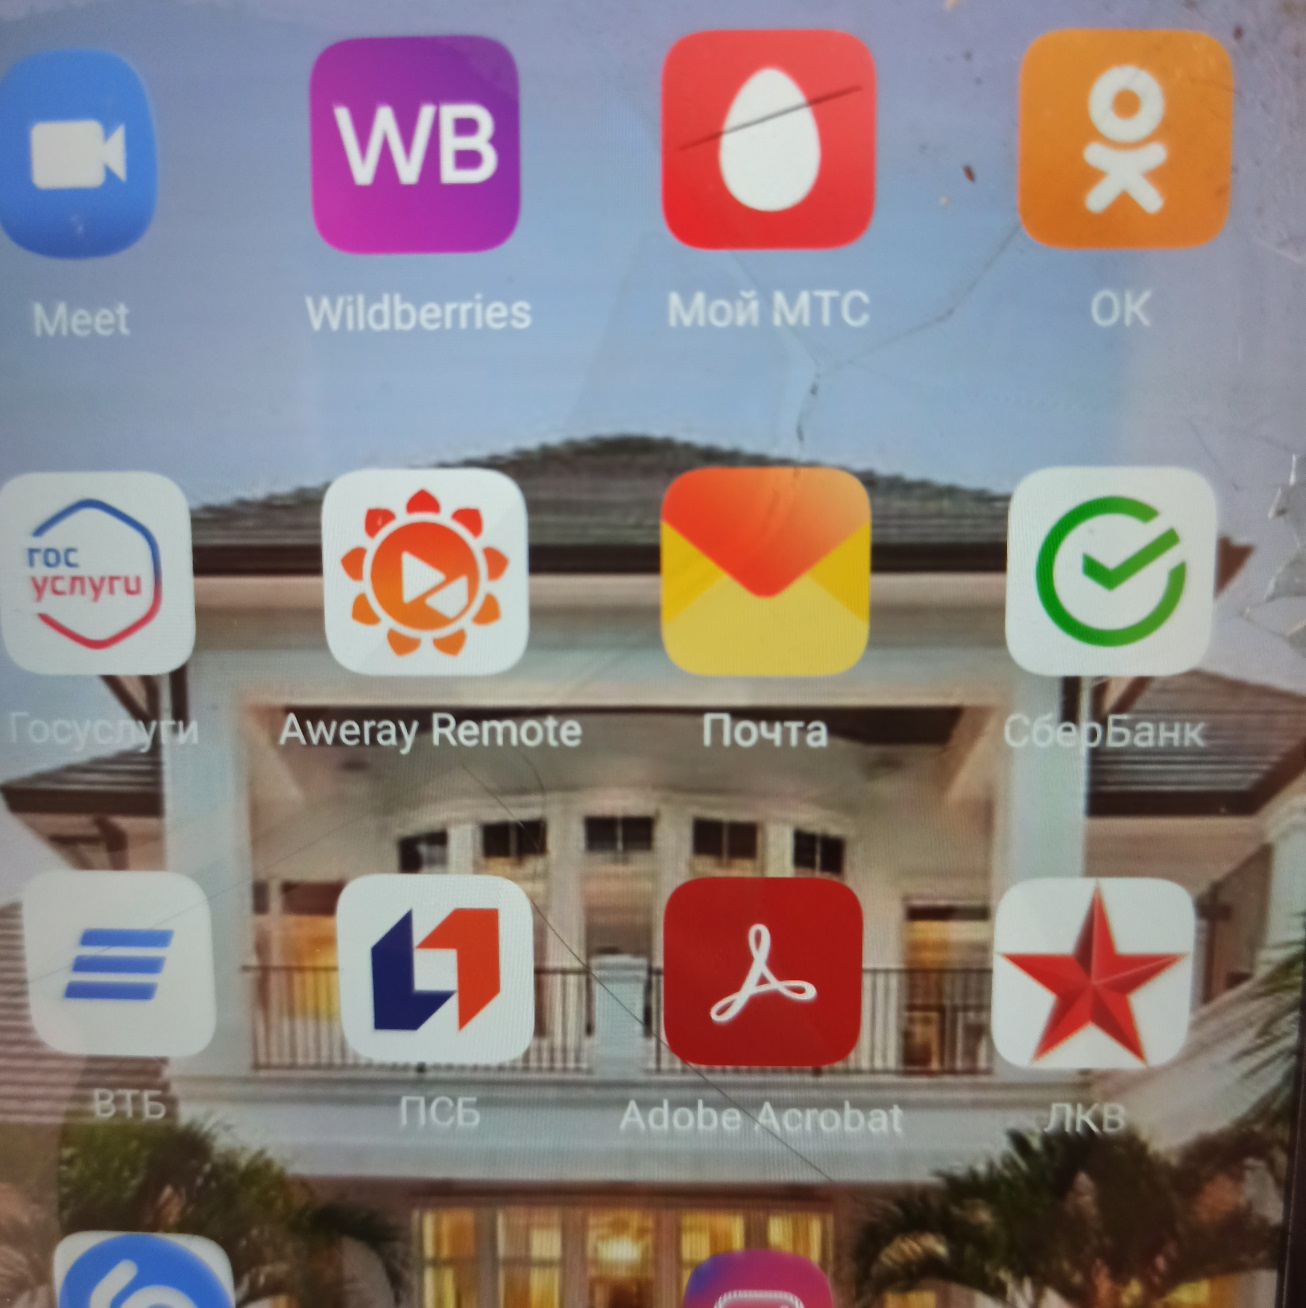 WB
Meet
Wildberries
Мой МТС
OK
гос
услуги
Госуслуги
Aweray Remote
Почта
СберБанк
ВТБ
ПСБ
Adobe Acrobat
ЛКВ